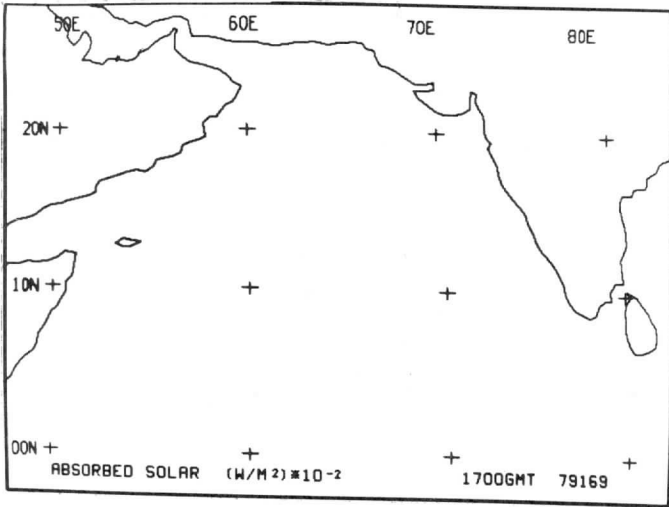 50E 60E 70E 80E
20N
10N
00N
ABSORBED SOLAR (W/M²)*10⁻² 1700GMT 79169